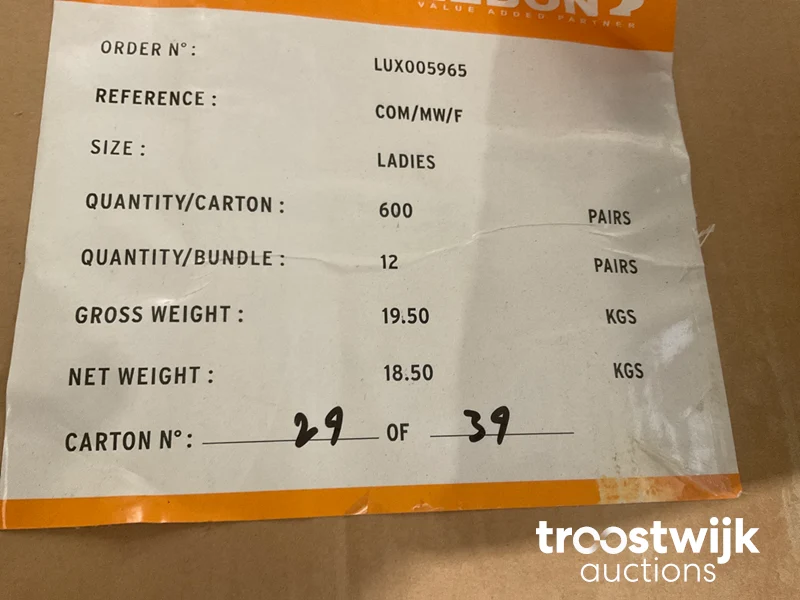 VALUE ADDED PARTNER
ORDER N°: LUX005965
REFERENCE : COM/MW/F
SIZE : LADIES
QUANTITY/CARTON : 600 PAIRS
QUANTITY/BUNDLE : 12 PAIRS
GROSS WEIGHT : 19.50 KGS
NET WEIGHT : 18.50 KGS
CARTON N°: 29 OF 39
troostwijk
auctions